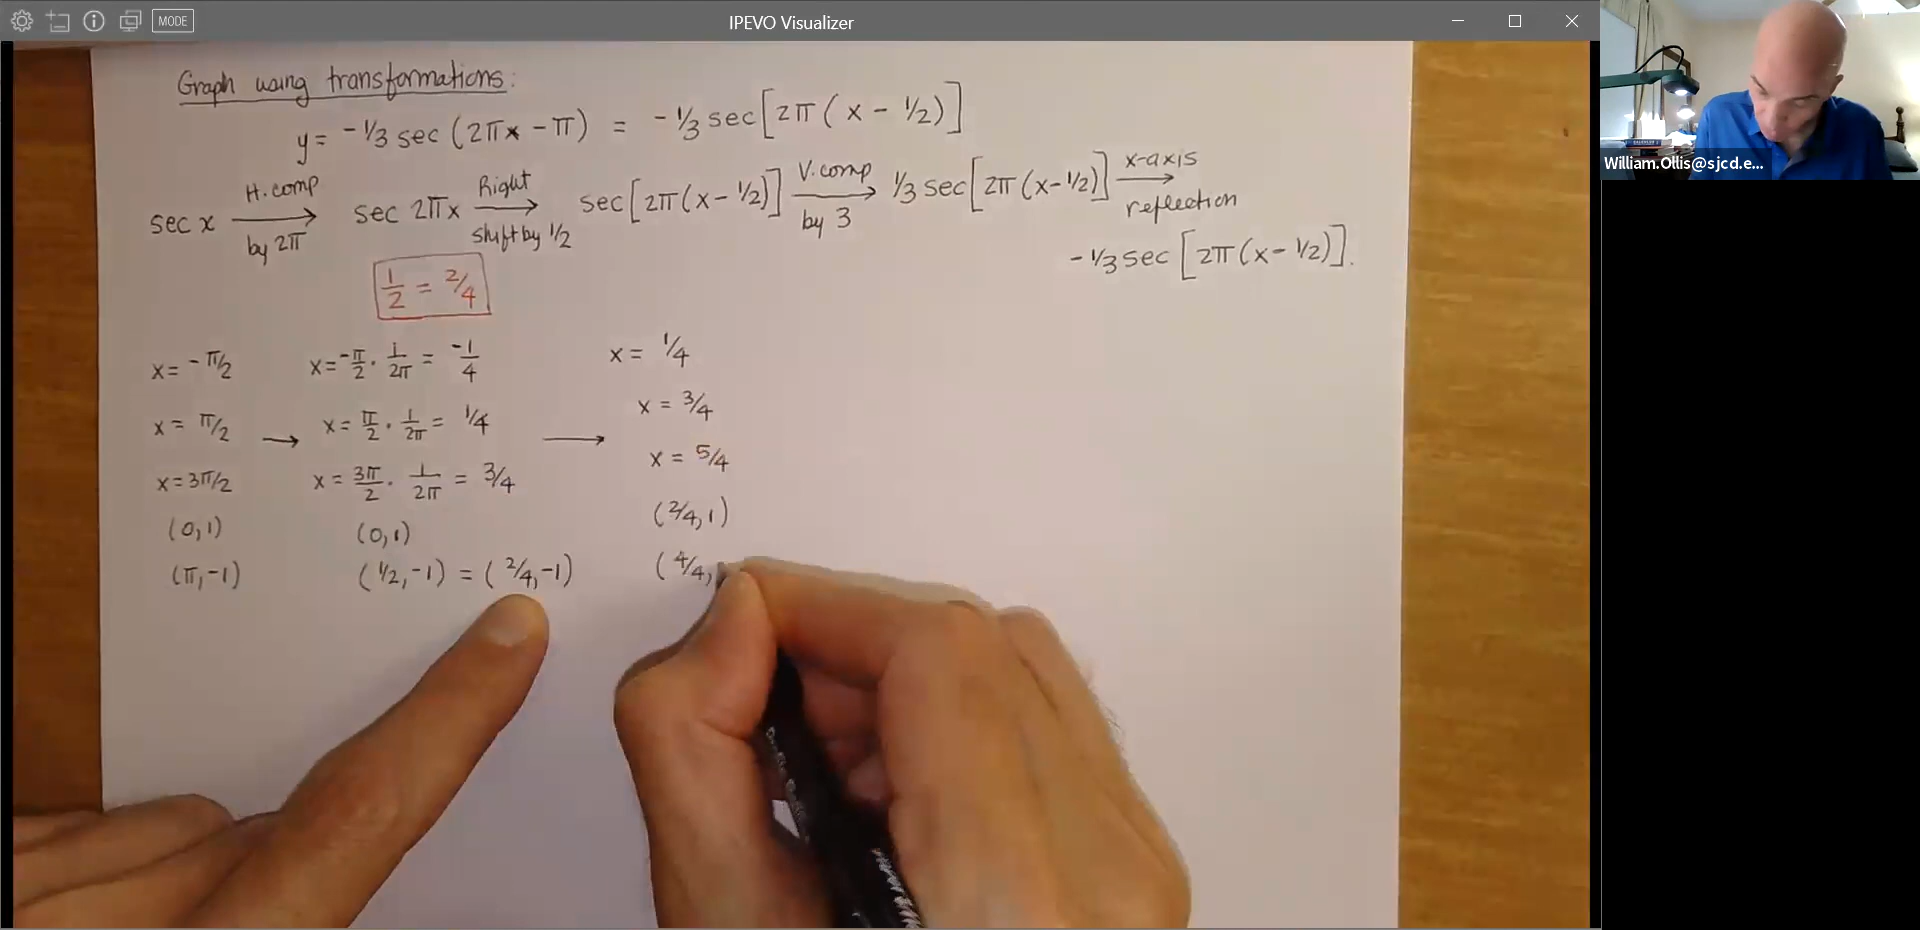 MODE
IPEVO Visualizer
William.Ollis@sjcd.e...
Graph using transformations:
y = -1/3 sec (2πx - π) = -1/3 sec [2π (x - 1/2)]
sec x H. comp → by 2π sec 2πx Right → shift by 1/2 sec [2π (x - 1/2)] V. comp → by 3 1/3 sec [2π (x - 1/2)] x-axis → reflection
-1/3 sec [2π (x - 1/2)].
1/2 = 2/4
x = -π/2 x = -π/2 · 1/2π = -1/4 x = 1/4
x = π/2 → x = π/2 · 1/2π = 1/4 → x = 3/4
x = 3π/2 x = 3π/2 · 1/2π = 3/4 x = 5/4
(0, 1) (0, 1) (2/4, 1)
(π, -1) (1/2, -1) = (2/4, -1) (4/4,